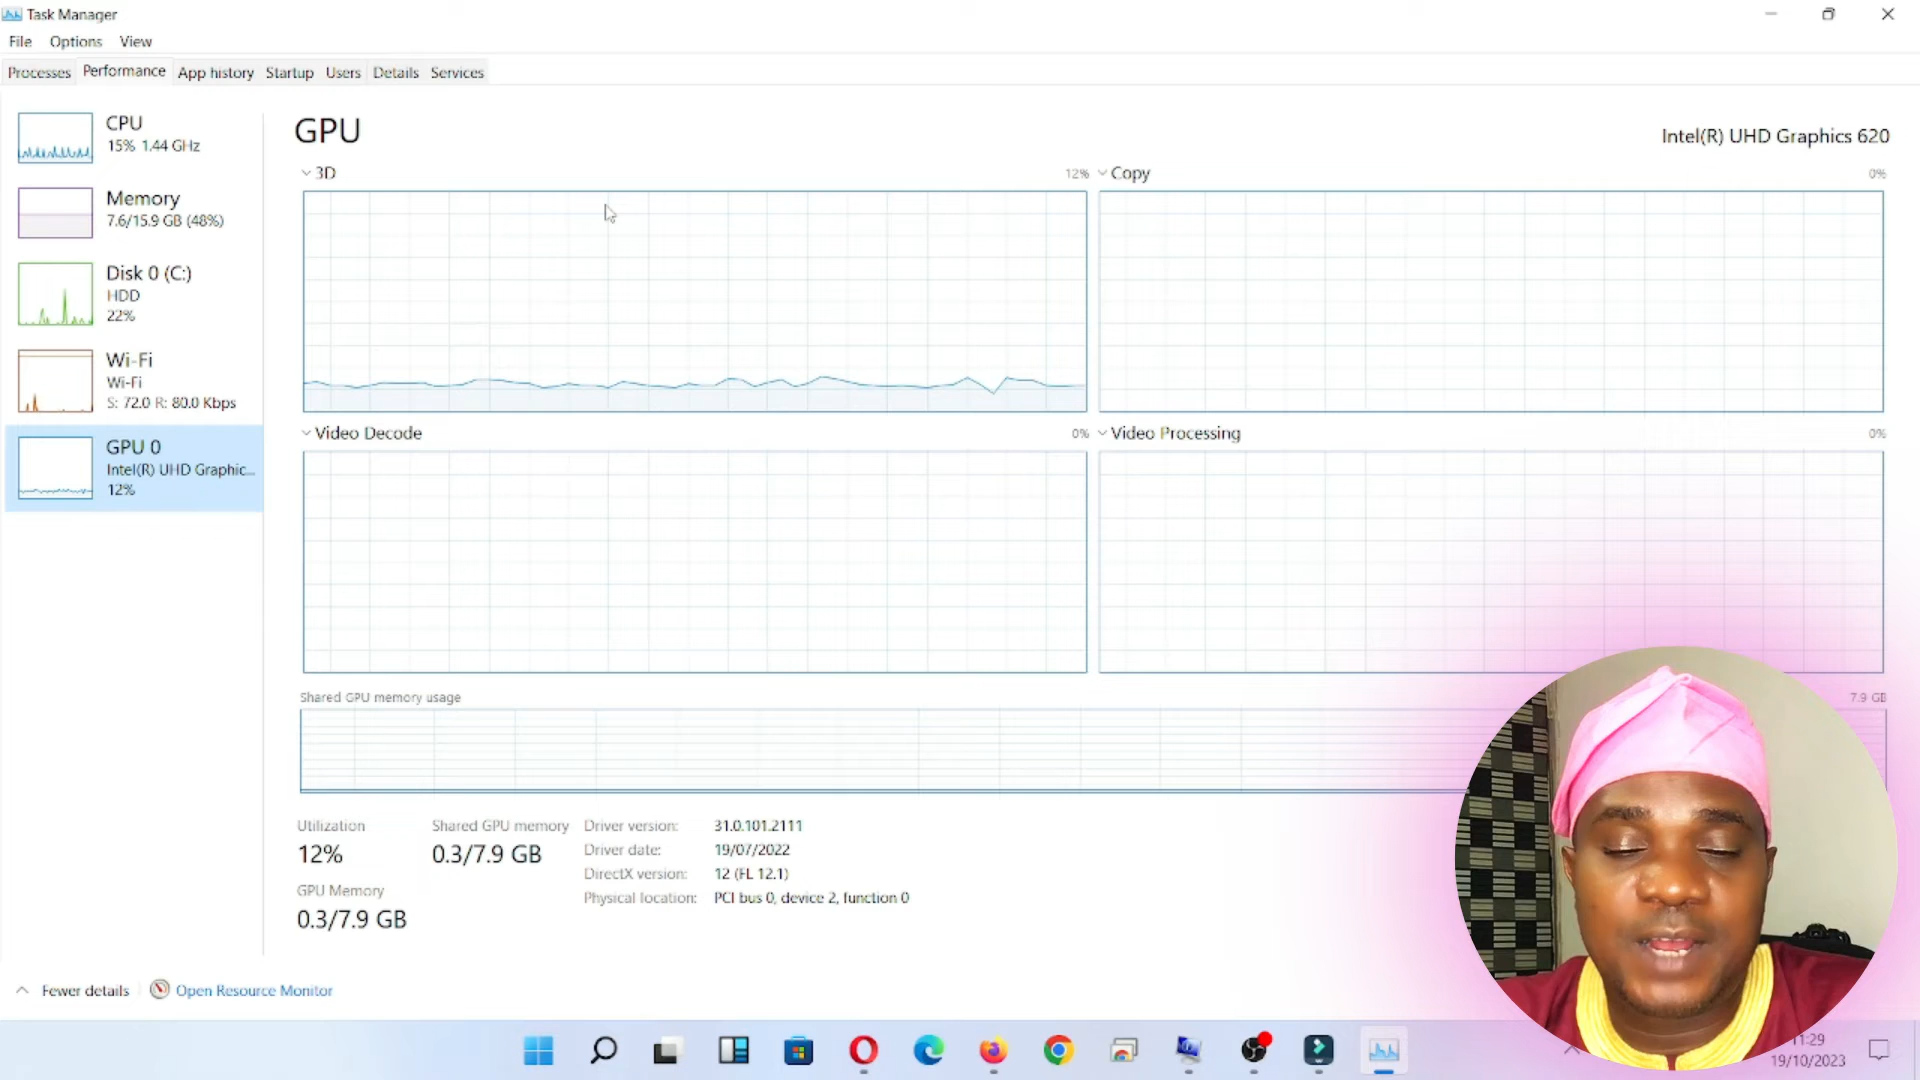 Task Manager
File Options View
Processes Performance App history Startup Users Details Services
CPU
15% 1.44 GHz
Memory
7.6/15.9 GB (48%)
Disk 0 (C:)
HDD
22%
Wi-Fi
Wi-Fi
S: 72.0 R: 80.0 Kbps
GPU 0
Intel(R) UHD Graphic...
12%
GPU
Intel(R) UHD Graphics 620
3D 12%
Copy 0%
Video Decode 0%
Video Processing 0%
Shared GPU memory usage 7.9 GB
Utilization
12%
Shared GPU memory
0.3/7.9 GB
GPU Memory
0.3/7.9 GB
Driver version: 31.0.101.2111
Driver date: 19/07/2022
DirectX version: 12 (FL 12.1)
Physical location: PCI bus 0, device 2, function 0
Fewer details Open Resource Monitor
11:29
19/10/2023